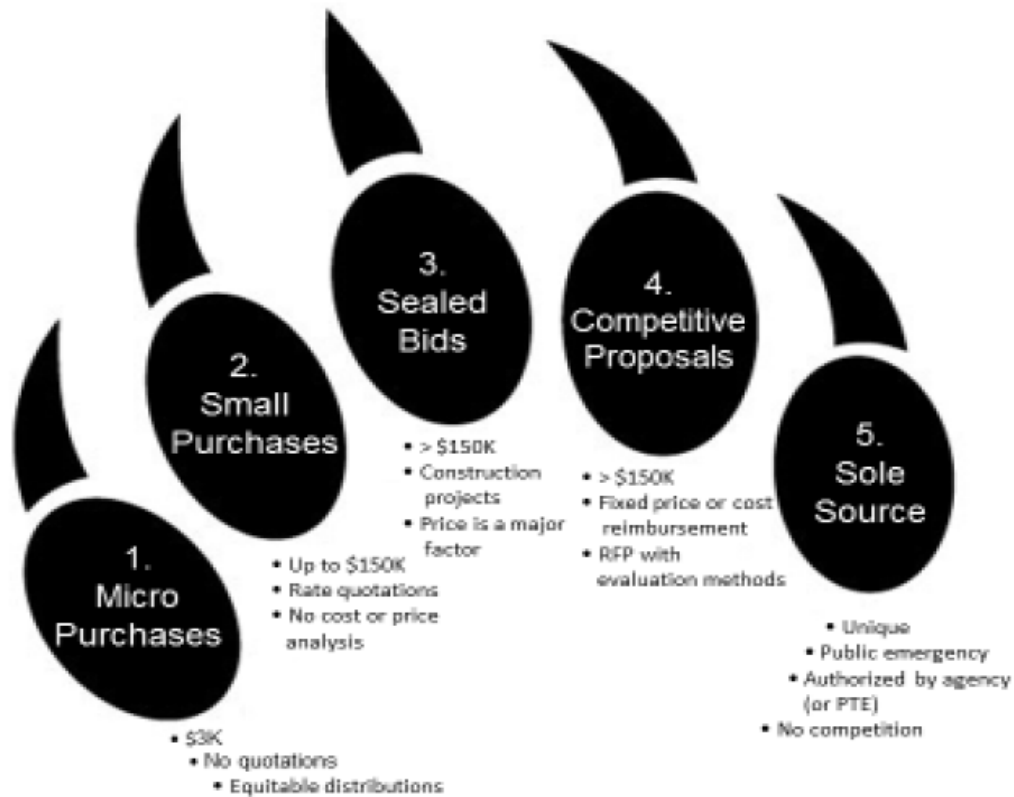 1.
Micro
Purchases
• $3K
• No quotations
• Equitable distributions
2.
Small
Purchases
• Up to $150K
• Rate quotations
• No cost or price
analysis
3.
Sealed
Bids
• > $150K
• Construction
projects
• Price is a major
factor
4.
Competitive
Proposals
• > $150K
• Fixed price or cost
reimbursement
• RFP with
evaluation methods
5.
Sole
Source
• Unique
• Public emergency
• Authorized by agency
(or PTE)
• No competition